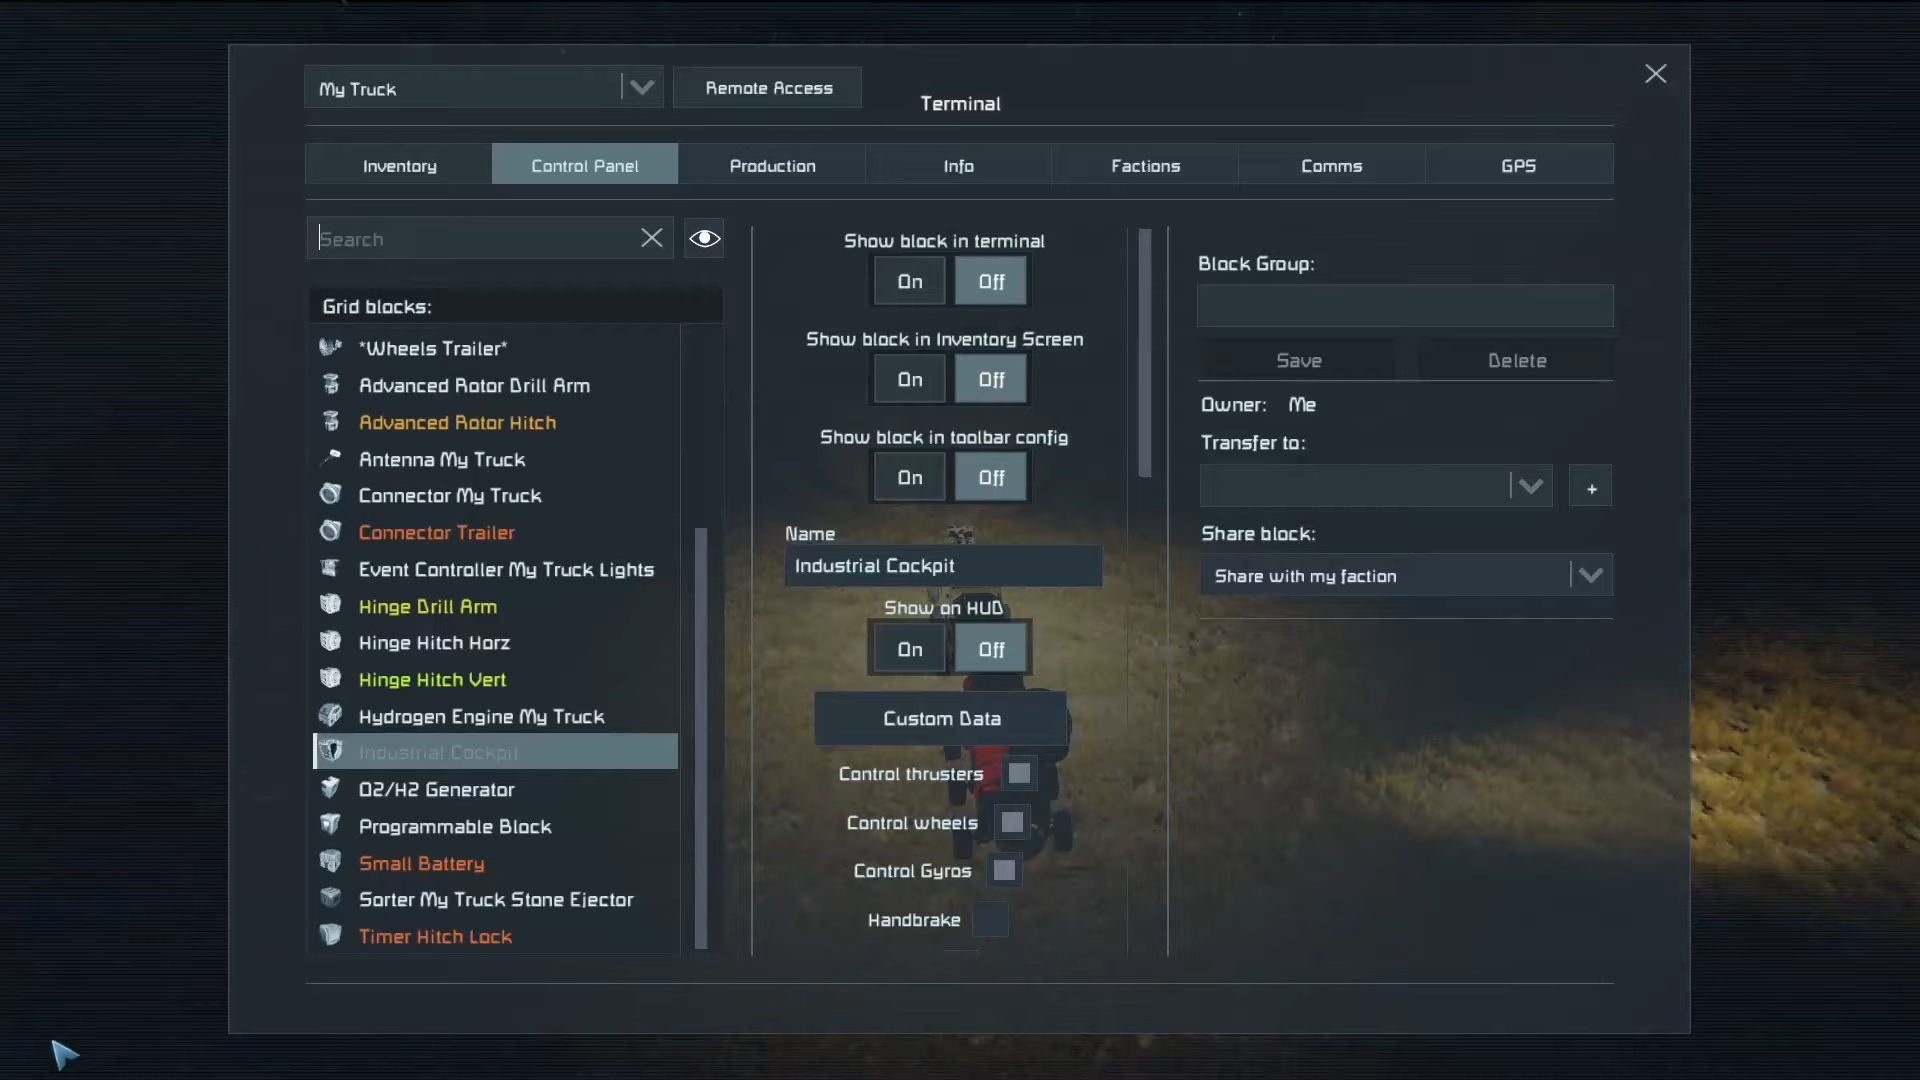 My Truck
Remote Access
Terminal
Inventory
Control Panel
Production
Info
Factions
Comms
GPS
Search
Grid blocks:
*Wheels Trailer*
Advanced Rotor Drill Arm
Advanced Rotor Hitch
Antenna My Truck
Connector My Truck
Connector Trailer
Event Controller My Truck Lights
Hinge Drill Arm
Hinge Hitch Horz
Hinge Hitch Vert
Hydrogen Engine My Truck
Industrial Cockpit
O2/H2 Generator
Programmable Block
Small Battery
Sorter My Truck Stone Ejector
Timer Hitch Lock
Show block in terminal
On Off
Show block in Inventory Screen
On Off
Show block in toolbar config
On Off
Name
Industrial Cockpit
Show on HUD
On Off
Custom Data
Control thrusters
Control wheels
Control Gyros
Handbrake
Block Group:
Save
Delete
Owner: Me
Transfer to:
+
Share block:
Share with my faction